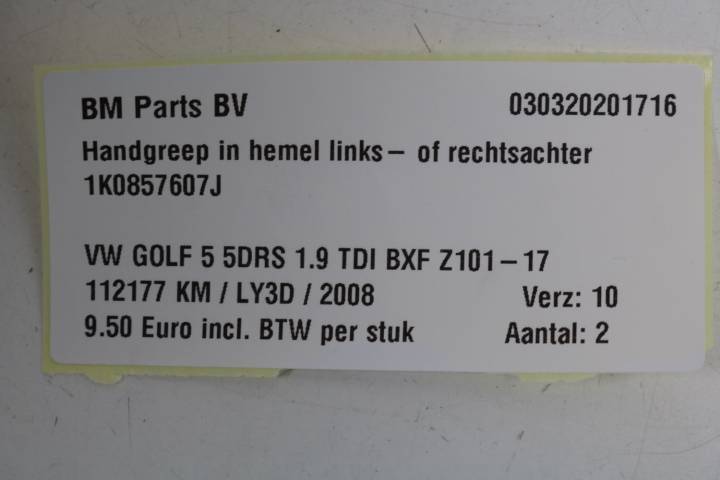 BM Parts BV 030320201716
Handgreep in hemel links- of rechtsachter
1K0857607J
VW GOLF 5 5DRS 1.9 TDI BXF Z101-17
112177 KM / LY3D / 2008 Verz: 10
9.50 Euro incl. BTW per stuk Aantal: 2